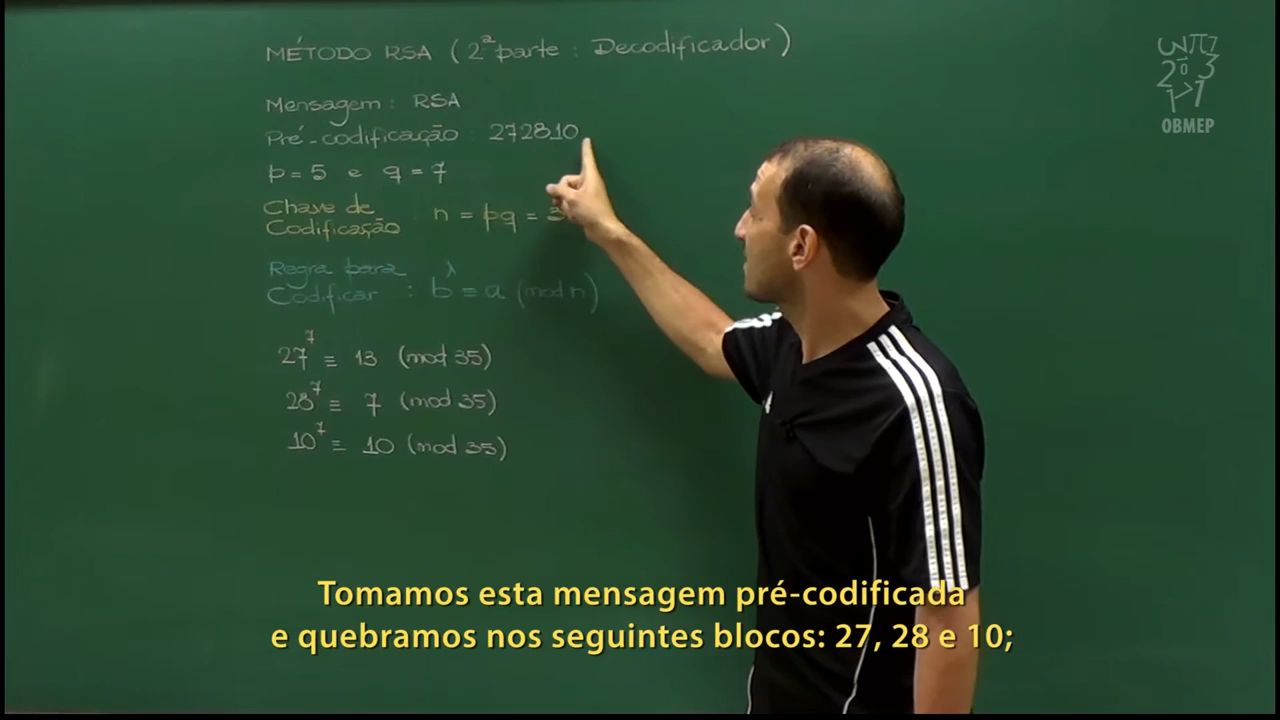 MÉTODO RSA (2ª parte : Decodificador)
Mensagem : RSA
Pré-codificação : 272810
p = 5 e q = 7
Chave de
Codificação : n = pq = 3
Regra para
Codificar : b^λ ≡ a (mod n)
27^7 ≡ 13 (mod 35)
28^7 ≡ 7 (mod 35)
10^7 ≡ 10 (mod 35)
OBMEP
Tomamos esta mensagem pré-codificada
e quebramos nos seguintes blocos: 27, 28 e 10;